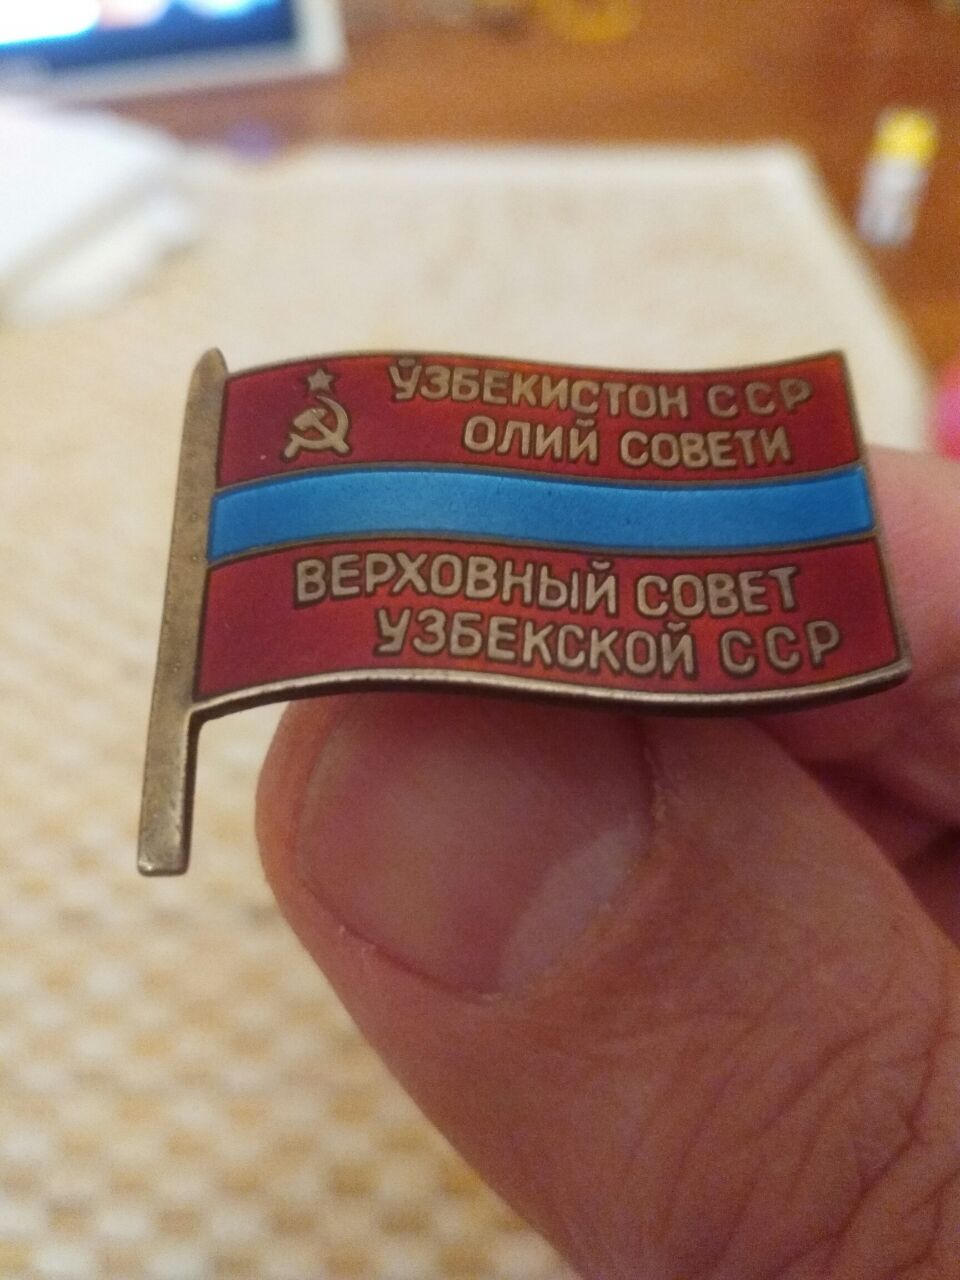 ЎЗБЕКИСТОН ССР
ОЛИЙ СОВЕТИ
ВЕРХОВНЫЙ СОВЕТ
УЗБЕКСКОЙ ССР